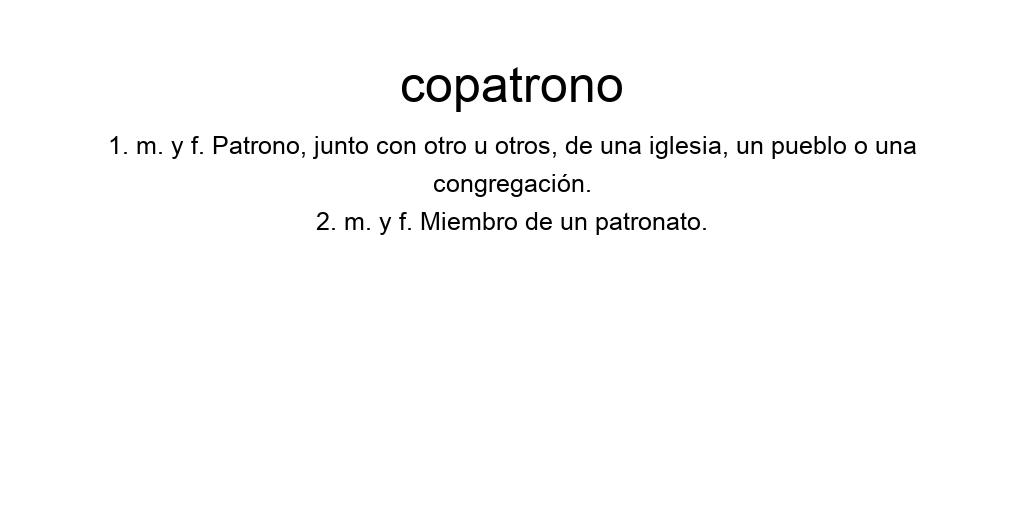 copatrono
1. m. y f. Patrono, junto con otro u otros, de una iglesia, un pueblo o una
congregación.
2. m. y f. Miembro de un patronato.